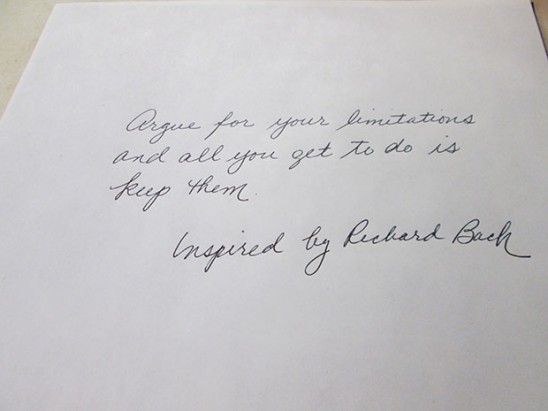 Argue for your limitations
and all you get to do is
keep them.
Inspired by Richard Bach